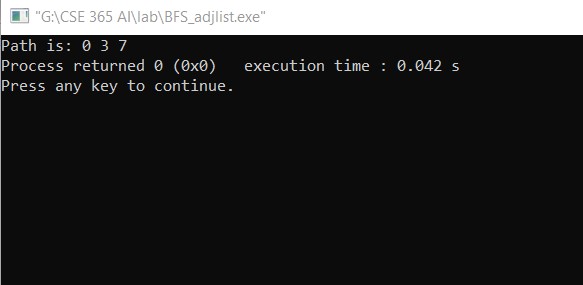 "G:\CSE 365 AI\lab\BFS_adjlist.exe"
Path is: 0 3 7
Process returned 0 (0x0)   execution time : 0.042 s
Press any key to continue.